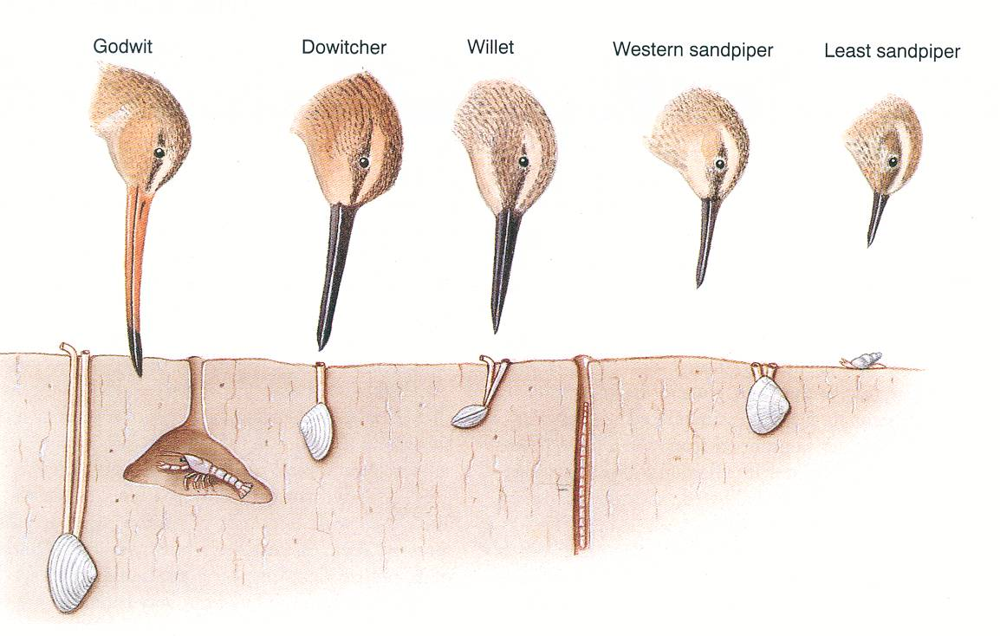 Godwit
Dowitcher
Willet
Western sandpiper
Least sandpiper